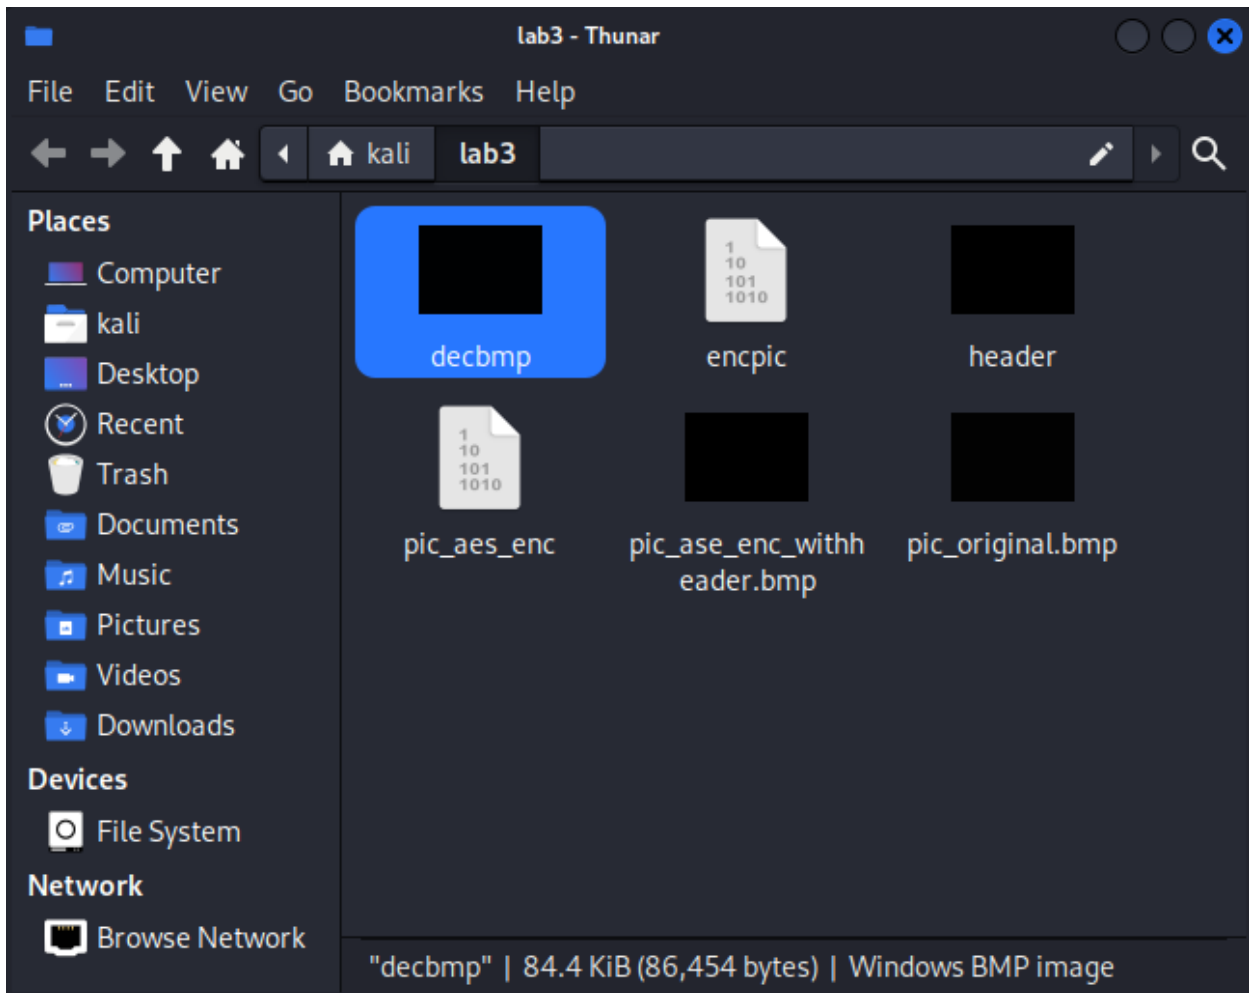 lab3 - Thunar
File Edit View Go Bookmarks Help
kali lab3
Places
Computer
kali
Desktop
Recent
Trash
Documents
Music
Pictures
Videos
Downloads
Devices
File System
Network
Browse Network
decbmp
1
10
101
1010
encpic
header
1
10
101
1010
pic_aes_enc
pic_ase_enc_withh
eader.bmp
pic_original.bmp
"decbmp" | 84.4 KiB (86,454 bytes) | Windows BMP image